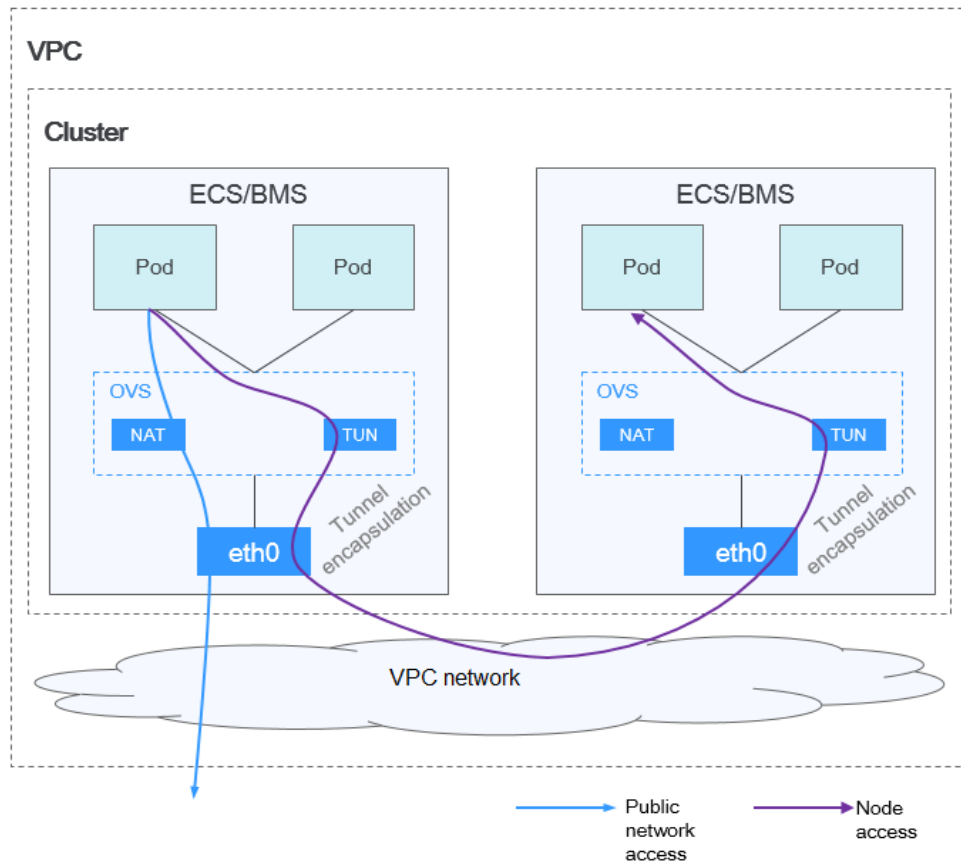 VPC
Cluster
ECS/BMS
Pod
Pod
OVS
NAT
TUN
Tunnel
encapsulation
eth0
ECS/BMS
Pod
Pod
OVS
NAT
TUN
Tunnel
encapsulation
eth0
VPC network
Public
network
access
Node
access